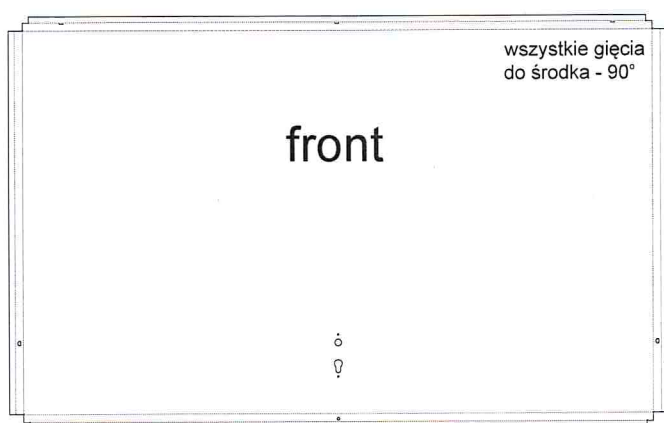 wszystkie gięcia
do środka - 90°
front